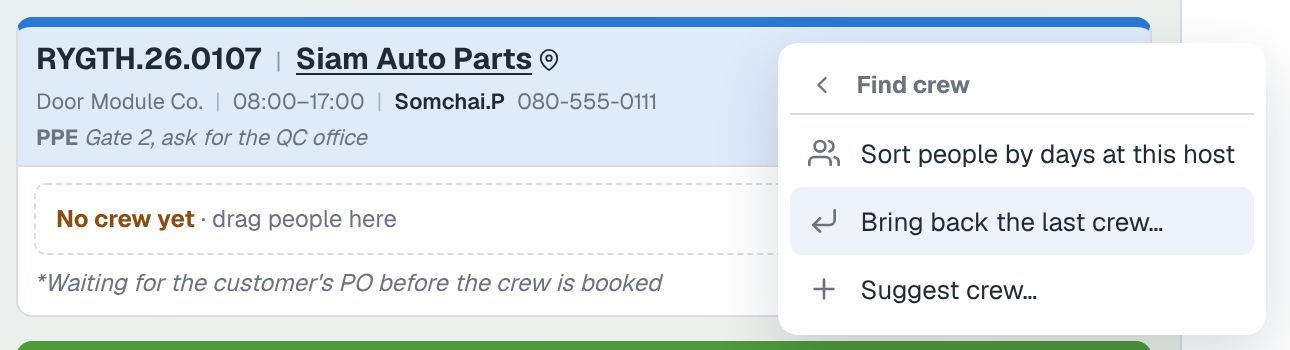 RYGTH.26.0107 | Siam Auto Parts
Door Module Co. | 08:00–17:00 | Somchai.P 080-555-0111
PPE Gate 2, ask for the QC office
No crew yet · drag people here
*Waiting for the customer's PO before the crew is booked
Find crew
Sort people by days at this host
Bring back the last crew...
Suggest crew...